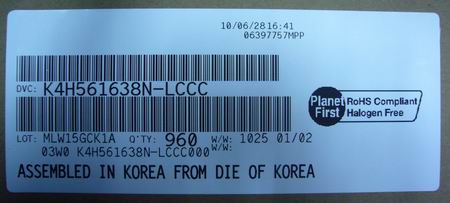 10/06/28 16:41
06397757MPP
DVC: K4H561638N-LCCC
Planet First RoHS Compliant
Halogen Free
LOT: MLW15GCK1A Q'TY: 960 W/W: 1025 01/02
03W0 K4H561638N-LCCC000 W/W:
ASSEMBLED IN KOREA FROM DIE OF KOREA